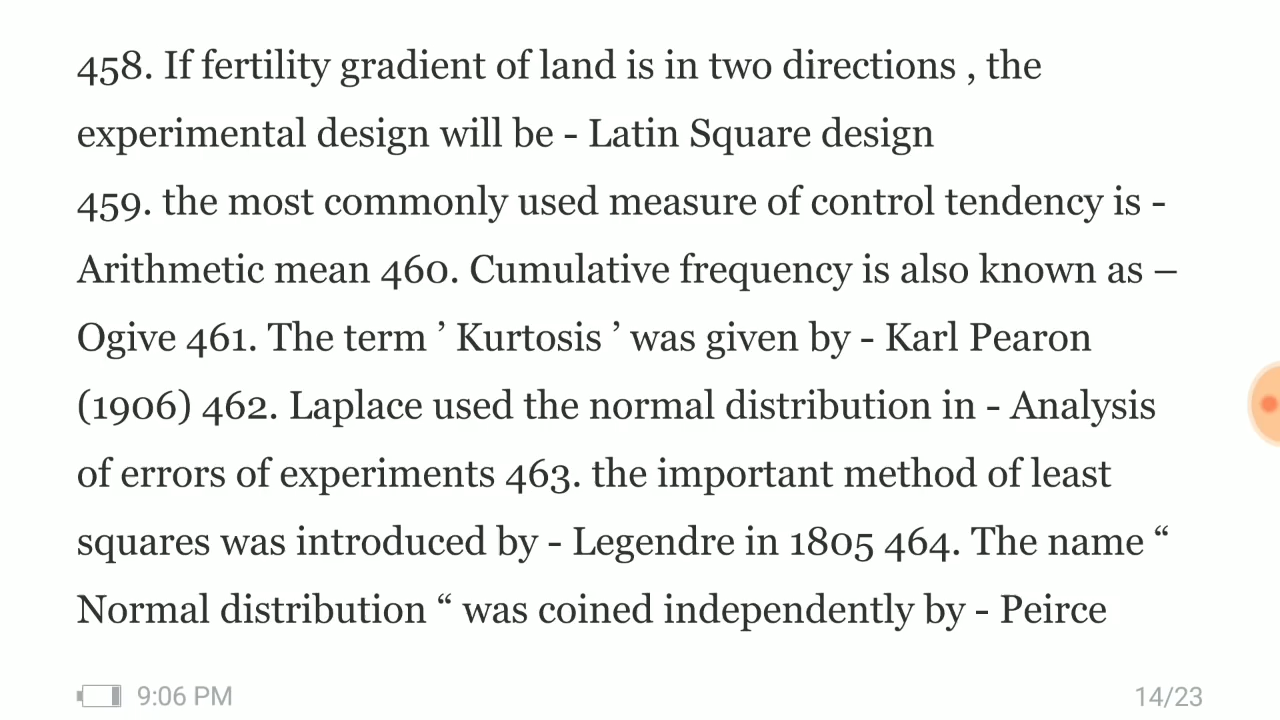 458. If fertility gradient of land is in two directions , the
experimental design will be - Latin Square design
459. the most commonly used measure of control tendency is -
Arithmetic mean 460. Cumulative frequency is also known as –
Ogive 461. The term ’ Kurtosis ’ was given by - Karl Pearon
(1906) 462. Laplace used the normal distribution in - Analysis
of errors of experiments 463. the important method of least
squares was introduced by - Legendre in 1805 464. The name “
Normal distribution “ was coined independently by - Peirce
9:06 PM
14/23